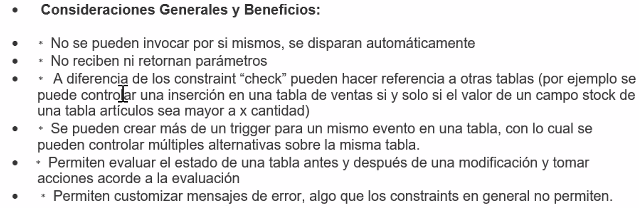 • Consideraciones Generales y Beneficios:
• * No se pueden invocar por si mismos, se disparan automáticamente
• * No reciben ni retornan parámetros
• * A diferencia de los constraint “check” pueden hacer referencia a otras tablas (por ejemplo se
puede controlar una inserción en una tabla de ventas si y solo si el valor de un campo stock de
una tabla artículos sea mayor a x cantidad)
• * Se pueden crear más de un trigger para un mismo evento en una tabla, con lo cual se
pueden controlar múltiples alternativas sobre la misma tabla.
• * Permiten evaluar el estado de una tabla antes y después de una modificación y tomar
acciones acorde a la evaluación
• * Permiten customizar mensajes de error, algo que los constraints en general no permiten.